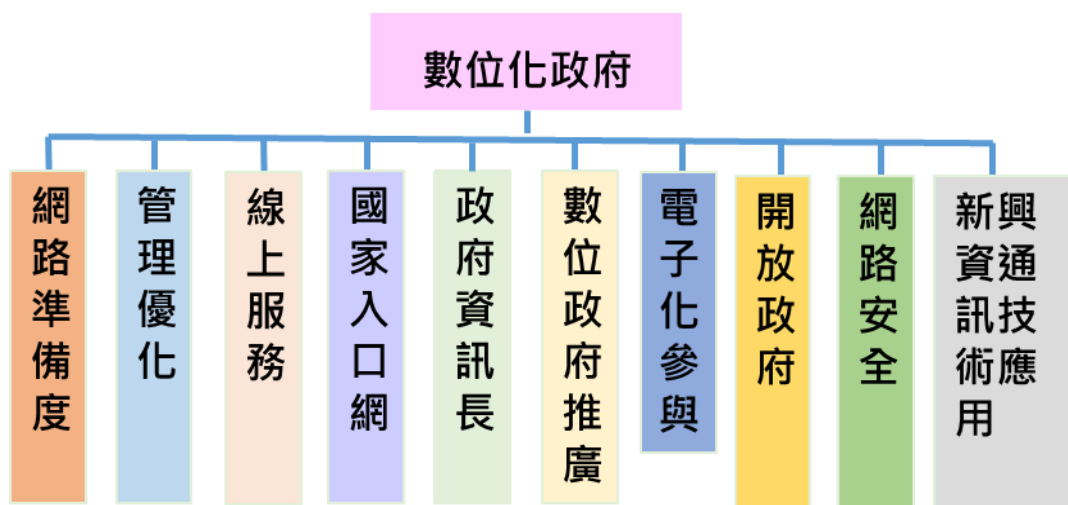 數位化政府
網路準備度
管理優化
線上服務
國家入口網
政府資訊長
數位政府推廣
電子化參與
開放政府
網路安全
新興資通訊技術應用